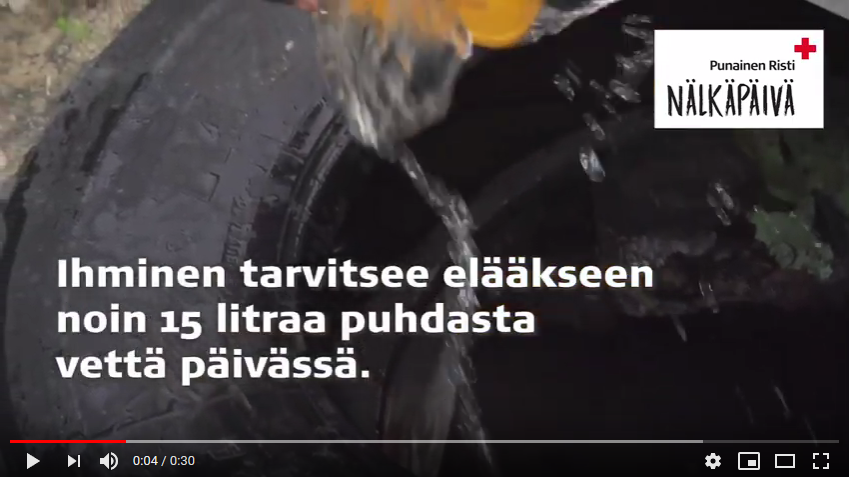 Punainen Risti
NÄLKÄPÄIVÄ
Ihminen tarvitsee elääkseen
noin 15 litraa puhdasta
vettä päivässä.
0:04 / 0:30